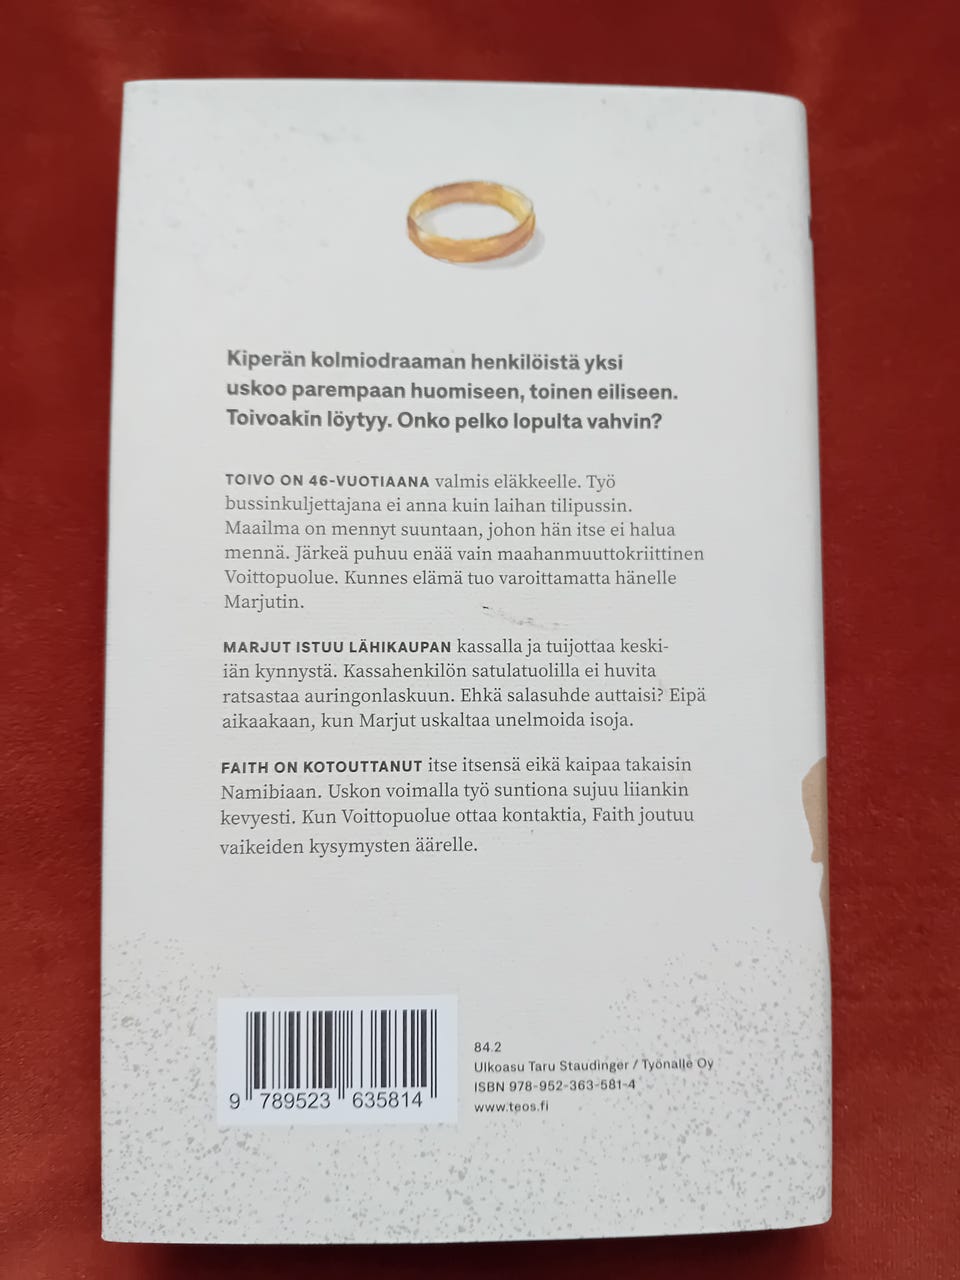 Kiperän kolmiodraaman henkilöistä yksi
uskoo parempaan huomiseen, toinen eiliseen.
Toivoakin löytyy. Onko pelko lopulta vahvin?
TOIVO ON 46-VUOTIAANA valmis eläkkeelle. Työ
bussinkuljettajana ei anna kuin laihan tilipussin.
Maailma on mennyt suuntaan, johon hän itse ei halua
mennä. Järkeä puhuu enää vain maahanmuuttokriittinen
Voittopuolue. Kunnes elämä tuo varoittamatta hänelle
Marjutin.
MARJUT ISTUU LÄHIKAUPAN kassalla ja tuijottaa keski-
iän kynnystä. Kassahenkilön satulatuolilla ei huvita
ratsastaa auringonlaskuun. Ehkä salasuhde auttaisi? Eipä
aikaakaan, kun Marjut uskaltaa unelmoida isoja.
FAITH ON KOTOUTTANUT itse itsensä eikä kaipaa takaisin
Namibiaan. Uskon voimalla työ suntiona sujuu liiankin
kevyesti. Kun Voittopuolue ottaa kontaktia, Faith joutuu
vaikeiden kysymysten äärelle.
84.2
Ulkoasu Taru Staudinger / Työnalle Oy
ISBN 978-952-363-581-4
www.teos.fi
9 789523 635814